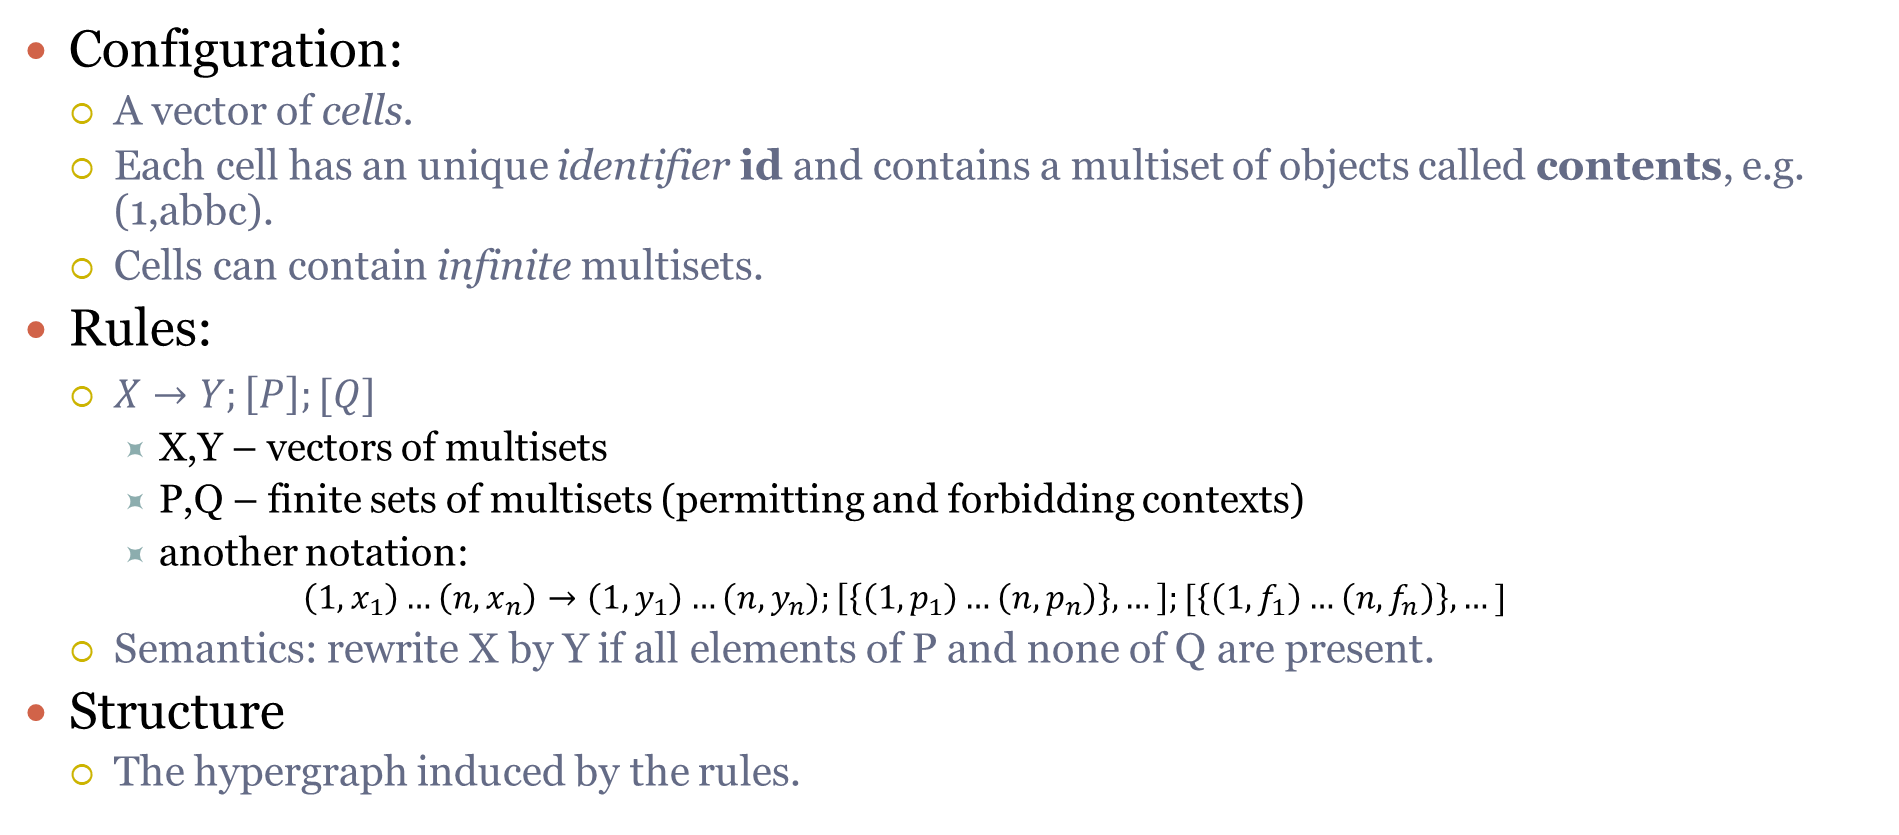 Configuration:
A vector of cells.
Each cell has an unique identifier id and contains a multiset of objects called contents, e.g.
(1,abbc).
Cells can contain infinite multisets.
Rules:
X → Y; [P]; [Q]
X,Y – vectors of multisets
P,Q – finite sets of multisets (permitting and forbidding contexts)
another notation:
(1, x₁) … (n, xₙ) → (1, y₁) … (n, yₙ); [{(1, p₁) … (n, pₙ)}, … ]; [{(1, f₁) … (n, fₙ)}, … ]
Semantics: rewrite X by Y if all elements of P and none of Q are present.
Structure
The hypergraph induced by the rules.